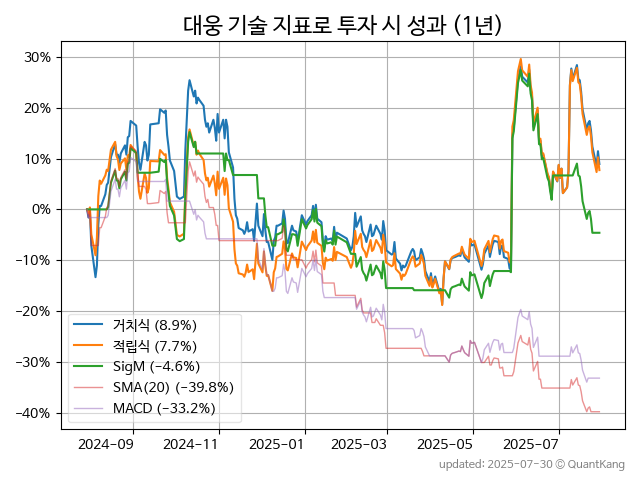 대웅 기술 지표로 투자 시 성과 (1년)
30%
20%
10%
0%
−10%
−20%
−30%
−40%
거치식 (8.9%)
적립식 (7.7%)
SigM (−4.6%)
SMA(20) (−39.8%)
MACD (−33.2%)
2024-09
2024-11
2025-01
2025-03
2025-05
2025-07
updated: 2025-07-30 © QuantKang